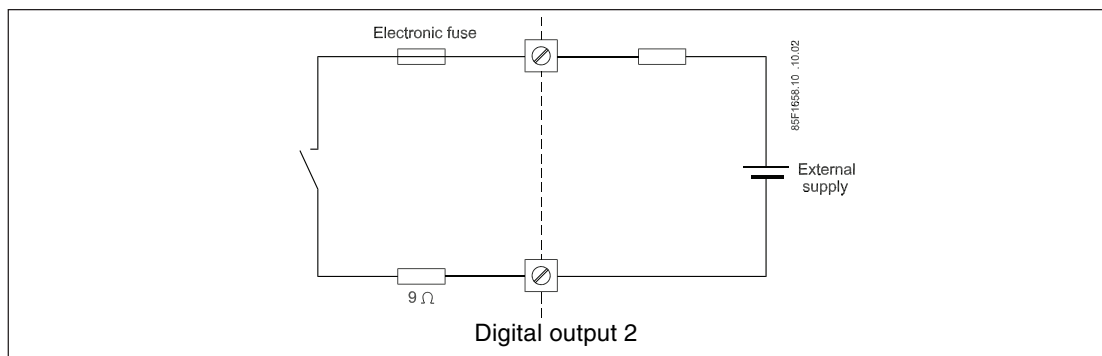 Electronic fuse
85F1658.10 .10.02
External
supply
9 Ω
Digital output 2